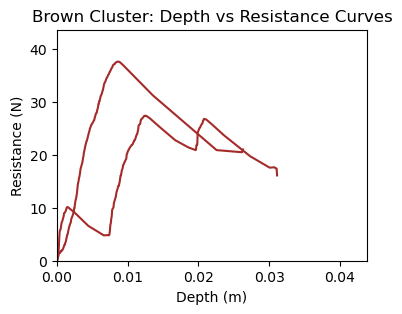 Brown Cluster: Depth vs Resistance Curves
40
30
20
10
0
Resistance (N)
0.00 0.01 0.02 0.03 0.04
Depth (m)